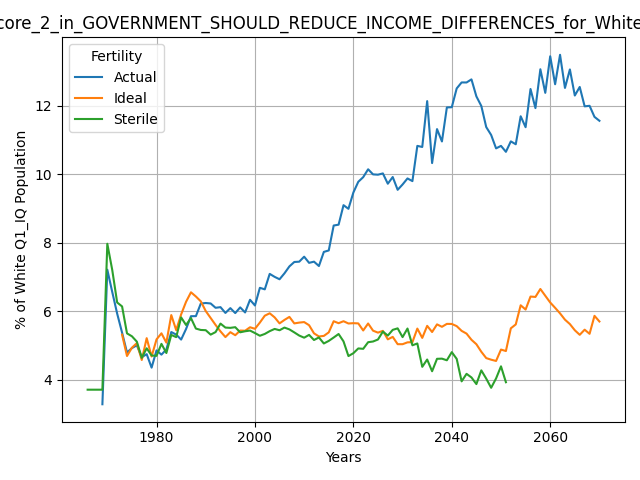 core_2_in_GOVERNMENT_SHOULD_REDUCE_INCOME_DIFFERENCES_for_White
Fertility
Actual
Ideal
Sterile
% of White Q1_IQ Population
12
10
8
6
4
1980
2000
2020
2040
2060
Years